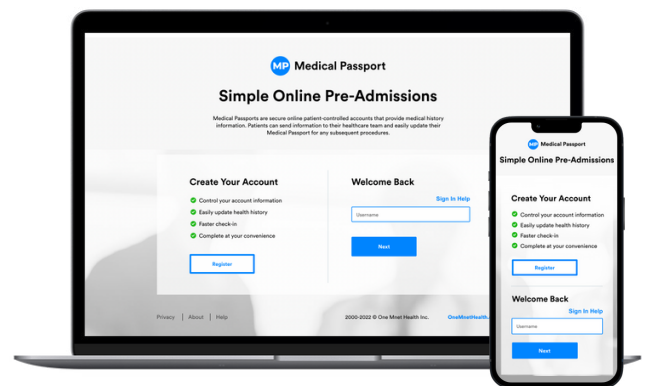 MP Medical Passport
Simple Online Pre-Admissions
Medical Passports are secure online patient-controlled accounts that provide medical history
information. Patients can send information to their healthcare team and easily update their
Medical Passport for any subsequent procedures.
Create Your Account
Control your account information
Easily update health history
Faster check-in
Complete at your convenience
Register
Welcome Back
Sign In Help
Username
Next
Privacy | About | Help
2000-2022 © One Medical Health Inc.
MP Medical Passport
Simple Online Pre-Admissions
Create Your Account
Control your account information
Easily update health history
Faster check-in
Complete at your convenience
Register
Welcome Back
Sign In Help
Username
Next